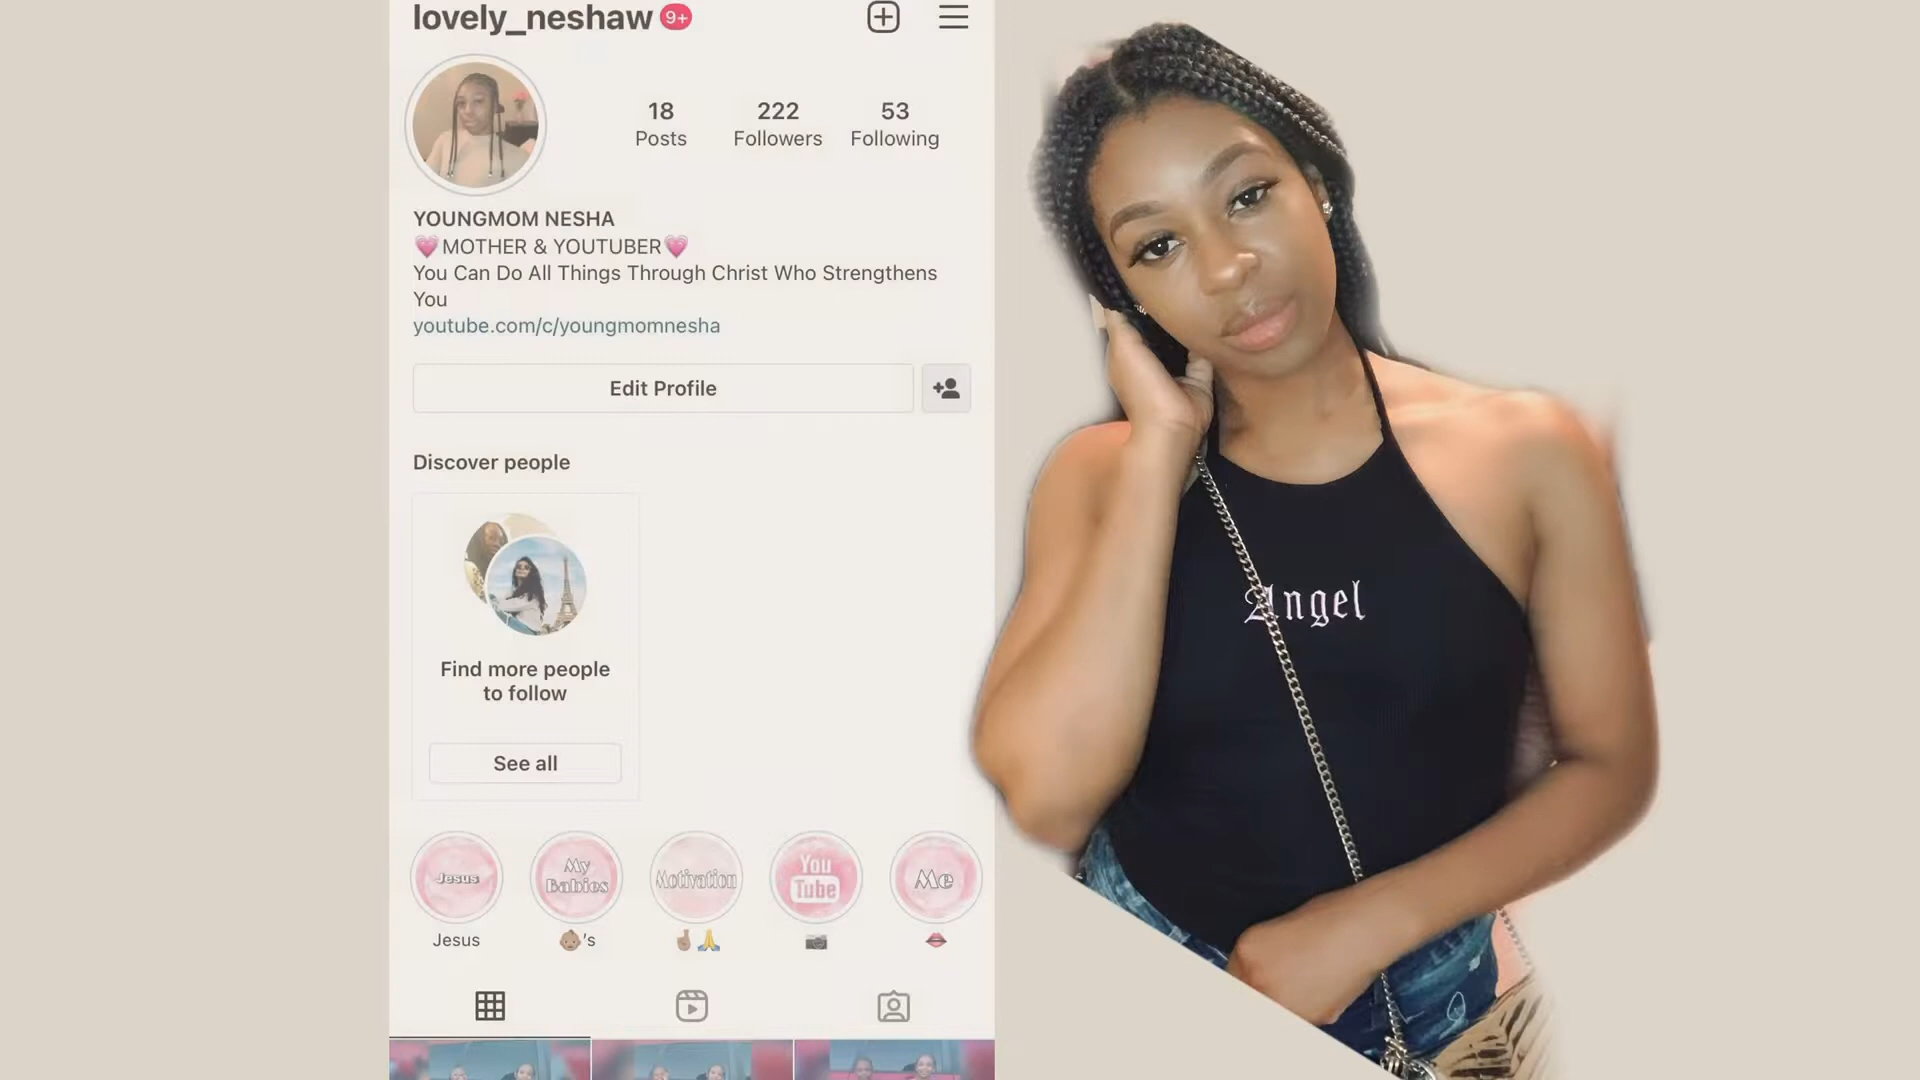 lovely_neshaw 9+
18 222 53
Posts Followers Following
YOUNGMOM NESHA
💗MOTHER & YOUTUBER💗
You Can Do All Things Through Christ Who Strengthens
You
youtube.com/c/youngmomnesha
Edit Profile
Discover people
Find more people
to follow
See all
Jesus
My
Babies
Motivation
You
Tube
Me
Jesus
👶🏽's
Angel